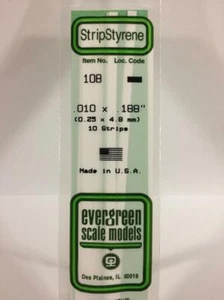 StripStyrene
Item No. Loc. Code
108
.010 x .188"
(0.25 x 4.8 mm)
10 Strips
Made in U.S.A.
evergreen
scale models
Des Plaines, IL 60018